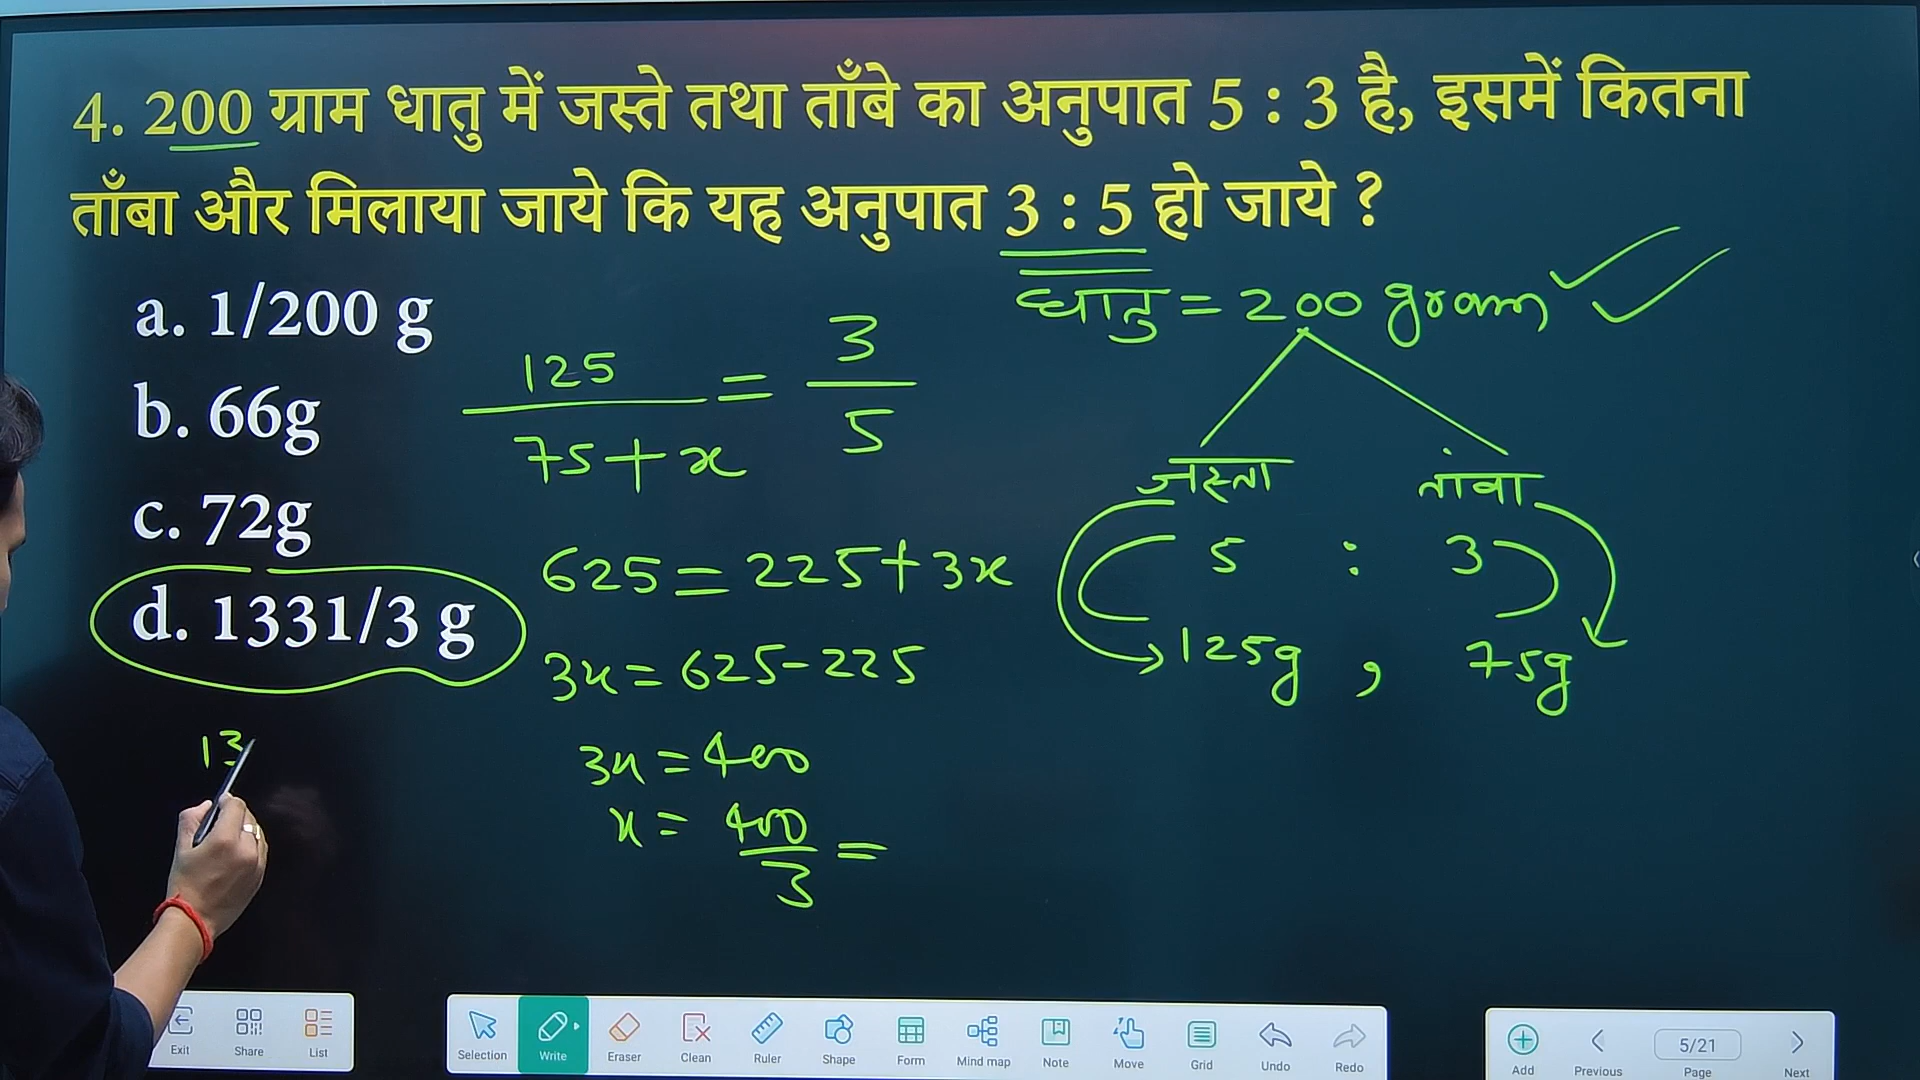 4. 200 ग्राम धातु में जस्ते तथा ताँबे का अनुपात 5 : 3 है, इसमें कितना
ताँबा और मिलाया जाये कि यह अनुपात 3 : 5 हो जाये ?
a. 1/200 g
b. 66g
c. 72g
d. 1331/3 g
13
125 / 75+x = 3 / 5
625 = 225+3x
3x = 625-225
3x = 400
x = 400/3 =
धातु = 200 gram
जस्ता तांबा
5 : 3
125g , 75g
Exit Share List
Selection Write Eraser Clean Ruler Shape Form Mind map Note Move Grid Undo Redo
Add Previous 5/21 Page Next